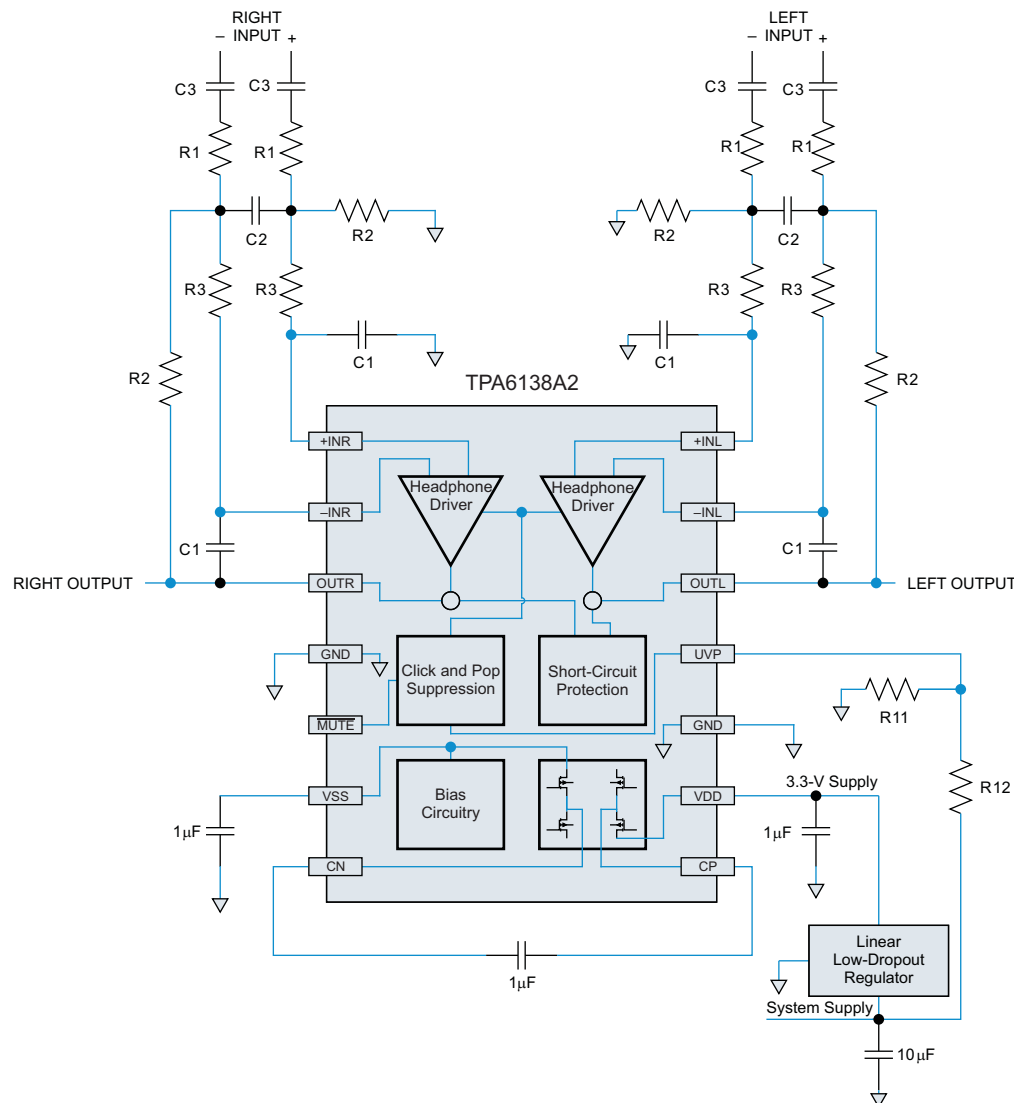 RIGHT
INPUT
– +
LEFT
INPUT
– +
C3 C3 C3 C3
R1 R1 R1 R1
C2 R2 R2 C2
R3 R3 R3 R3
C1 C1
R2 R2
TPA6138A2
+INR +INL
Headphone
Driver
Headphone
Driver
–INR –INL
C1 C1
RIGHT OUTPUT OUTR OUTL LEFT OUTPUT
GND UVP
Click and Pop
Suppression
Short-Circuit
Protection
R11
MUTE GND
3.3-V Supply R12
VSS Bias
Circuitry
VDD
1μF 1μF
CN CP
1μF
Linear
Low-Dropout
Regulator
System Supply
10μF